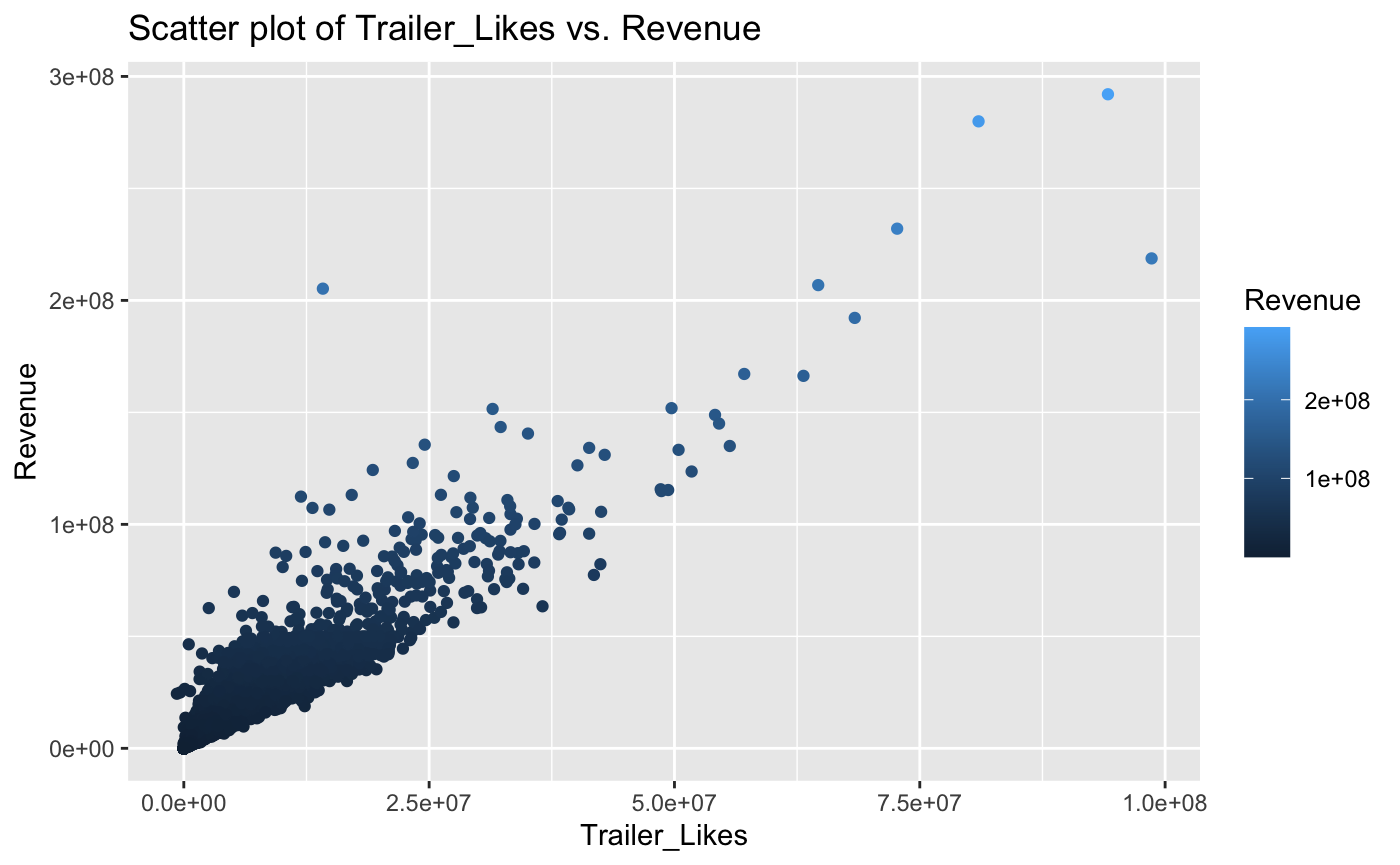 Scatter plot of Trailer_Likes vs. Revenue
3e+08
2e+08
1e+08
0e+00
Revenue
0.0e+00 2.5e+07 5.0e+07 7.5e+07 1.0e+08
Trailer_Likes
Revenue
2e+08
1e+08